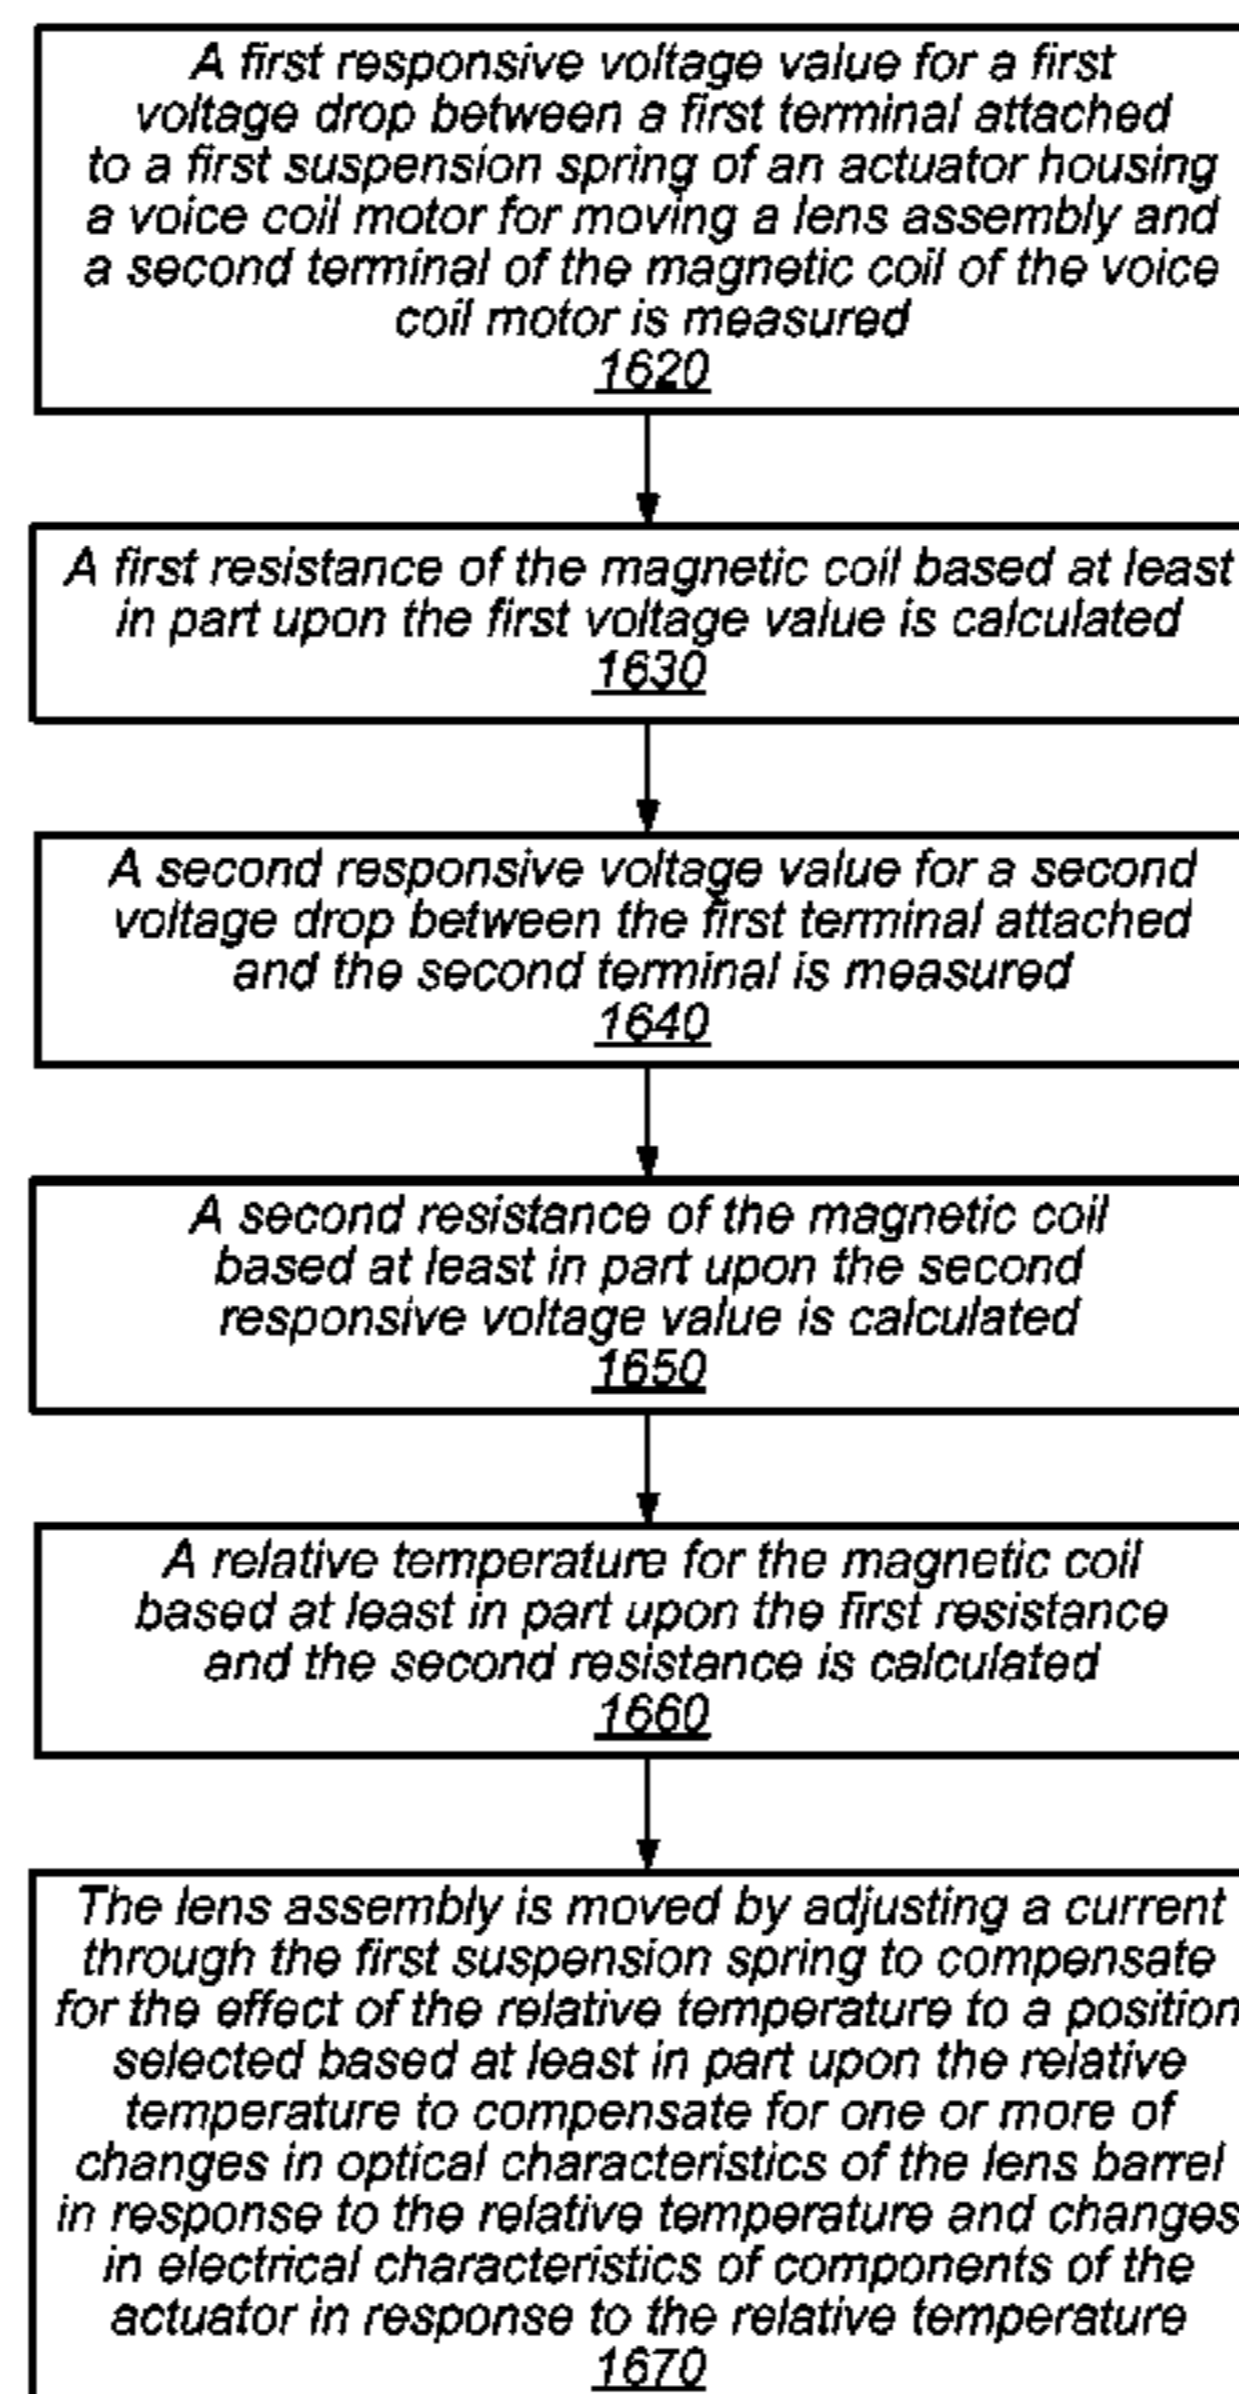 A first responsive voltage value for a first
voltage drop between a first terminal attached
to a first suspension spring of an actuator housing
a voice coil motor for moving a lens assembly and
a second terminal of the magnetic coil of the voice
coil motor is measured
1620
A first resistance of the magnetic coil based at least
in part upon the first voltage value is calculated
1630
A second responsive voltage value for a second
voltage drop between the first terminal attached
and the second terminal is measured
1640
A second resistance of the magnetic coil
based at least in part upon the second
responsive voltage value is calculated
1650
A relative temperature for the magnetic coil
based at least in part upon the first resistance
and the second resistance is calculated
1660
The lens assembly is moved by adjusting a current
through the first suspension spring to compensate
for the effect of the relative temperature to a position
selected based at least in part upon the relative
temperature to compensate for one or more of
changes in optical characteristics of the lens barrel
in response to the relative temperature and changes
in electrical characteristics of components of the
actuator in response to the relative temperature
1670